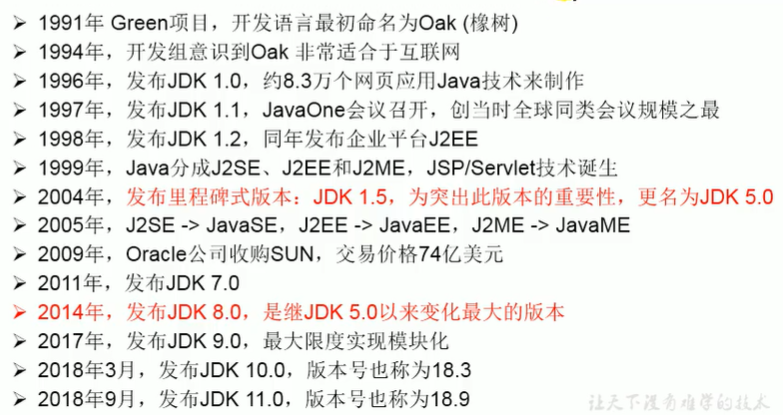 ➢ 1991年 Green项目，开发语言最初命名为Oak (橡树)
➢ 1994年，开发组意识到Oak 非常适合于互联网
➢ 1996年，发布JDK 1.0，约8.3万个网页应用Java技术来制作
➢ 1997年，发布JDK 1.1，JavaOne会议召开，创当时全球同类会议规模之最
➢ 1998年，发布JDK 1.2，同年发布企业平台J2EE
➢ 1999年，Java分成J2SE、J2EE和J2ME，JSP/Servlet技术诞生
➢ 2004年，发布里程碑式版本：JDK 1.5，为突出此版本的重要性，更名为JDK 5.0
➢ 2005年，J2SE -> JavaSE，J2EE -> JavaEE，J2ME -> JavaME
➢ 2009年，Oracle公司收购SUN，交易价格74亿美元
➢ 2011年，发布JDK 7.0
➢ 2014年，发布JDK 8.0，是继JDK 5.0以来变化最大的版本
➢ 2017年，发布JDK 9.0，最大限度实现模块化
➢ 2018年3月，发布JDK 10.0，版本号也称为18.3
➢ 2018年9月，发布JDK 11.0，版本号也称为18.9
让天下没有难学的技术